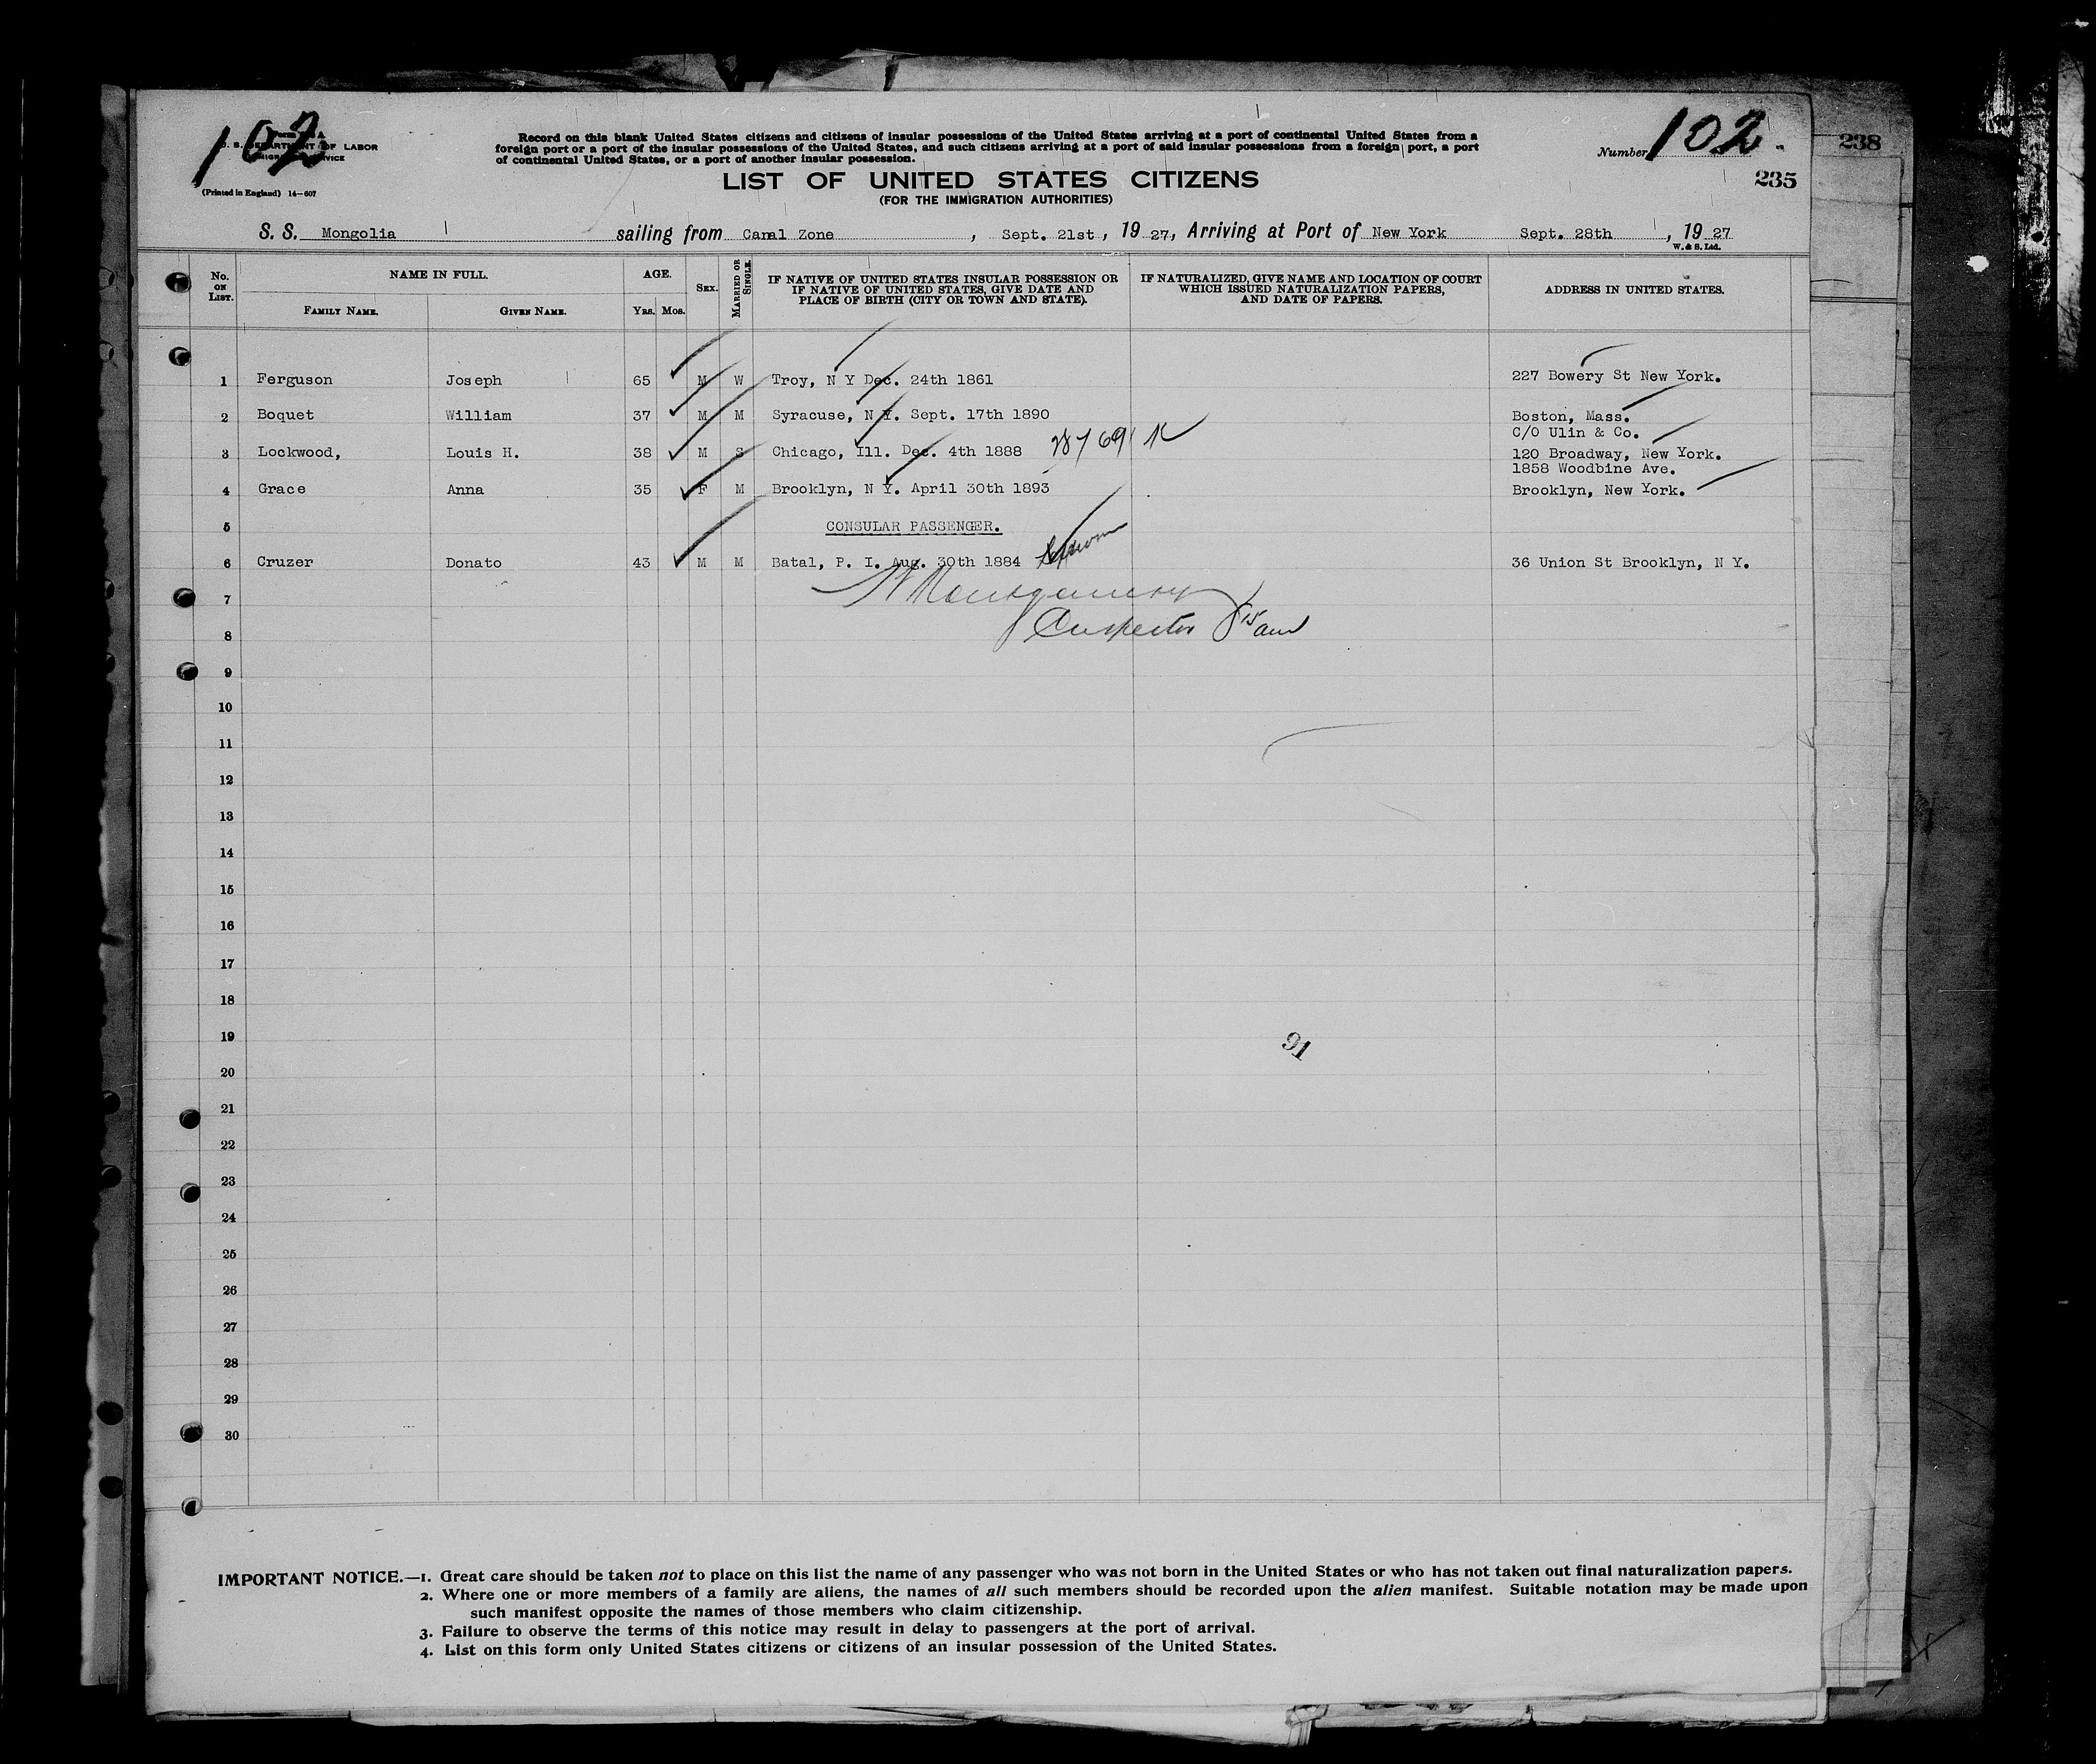 102
Form A
U. S. DEPARTMENT OF LABOR
IMMIGRATION SERVICE
(Printed in England) 14—607
Record on this blank United States citizens and citizens of insular possessions of the United States arriving at a port of continental United States from a
foreign port or a port of the insular possessions of the United States, and such citizens arriving at a port of said insular possessions from a foreign port, a port
of continental United States, or a port of another insular possession.
Number 102.
238
235
LIST OF UNITED STATES CITIZENS
(FOR THE IMMIGRATION AUTHORITIES)
S. S. Mongolia sailing from Canal Zone, Sept. 21st, 1927, Arriving at Port of New York Sept. 28th, 1927
W. & S. Ltd.
No. ON LIST. NAME IN FULL. AGE. SEX. MARRIED OR SINGLE. IF NATIVE OF UNITED STATES INSULAR POSSESSION OR IF NATIVE OF UNITED STATES, GIVE DATE AND PLACE OF BIRTH (CITY OR TOWN AND STATE). IF NATURALIZED, GIVE NAME AND LOCATION OF COURT WHICH ISSUED NATURALIZATION PAPERS, AND DATE OF PAPERS. ADDRESS IN UNITED STATES.
FAMILY NAME. GIVEN NAME. YRS. MOS.
1 Ferguson Joseph 65 M W Troy, N Y Dec. 24th 1861 227 Bowery St New York.
2 Boquet William 37 M M Syracuse, N Y. Sept. 17th 1890 Boston, Mass.
C/O Ulin & Co.
3 Lockwood, Louis H. 38 M S Chicago, Ill. Dec. 4th 1888 120 Broadway, New York.
1858 Woodbine Ave.
4 Grace Anna 35 F M Brooklyn, N Y. April 30th 1893 Brooklyn, New York.
5 CONSULAR PASSENGER.
6 Cruzer Donato 43 M M Batal, P. I. Aug. 30th 1884 36 Union St Brooklyn, N Y.
7 Montgomery
8 Inspector
9
10
11
12
13
14
15
16
17
18
19 91
20
21
22
23
24
25
26
27
28
29
30
IMPORTANT NOTICE.—1. Great care should be taken not to place on this list the name of any passenger who was not born in the United States or who has not taken out final naturalization papers.
2. Where one or more members of a family are aliens, the names of all such members should be recorded upon the alien manifest. Suitable notation may be made upon
such manifest opposite the names of those members who claim citizenship.
3. Failure to observe the terms of this notice may result in delay to passengers at the port of arrival.
4. List on this form only United States citizens or citizens of an insular possession of the United States.